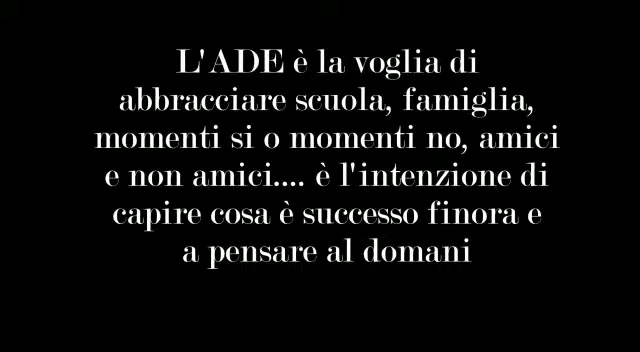 L'ADE è la voglia di
abbracciare scuola, famiglia,
momenti si o momenti no, amici
e non amici.... è l'intenzione di
capire cosa è successo finora e
a pensare al domani